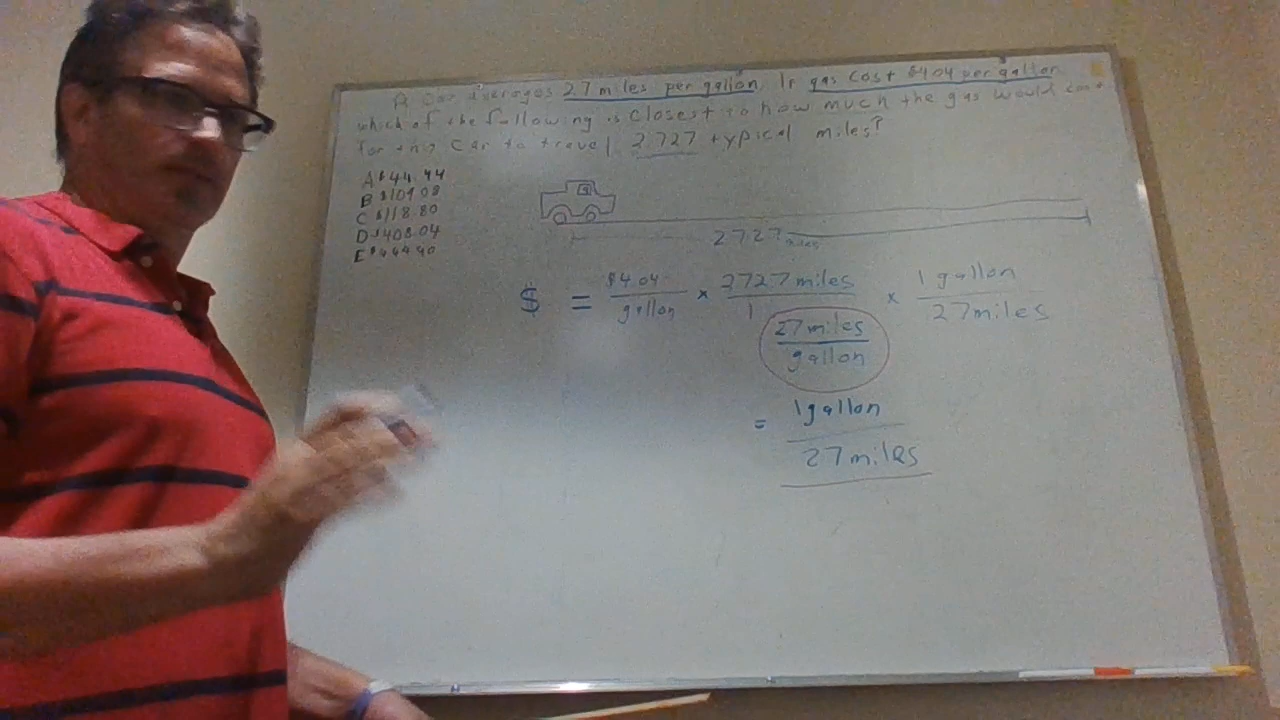 A car averages 27 miles per gallon. If gas cost $4.04 per gallon
which of the following is closest to how much the gas would cost
for this car to travel 2727 typical miles?
A $44.44
B $109.08
C $118.80
D $408.04
E $444.40
2727 miles
$ = $4.04 / gallon × 2727 miles / 1 × 1 gallon / 27 miles
27 miles
gallon
= 1 gallon
27 miles